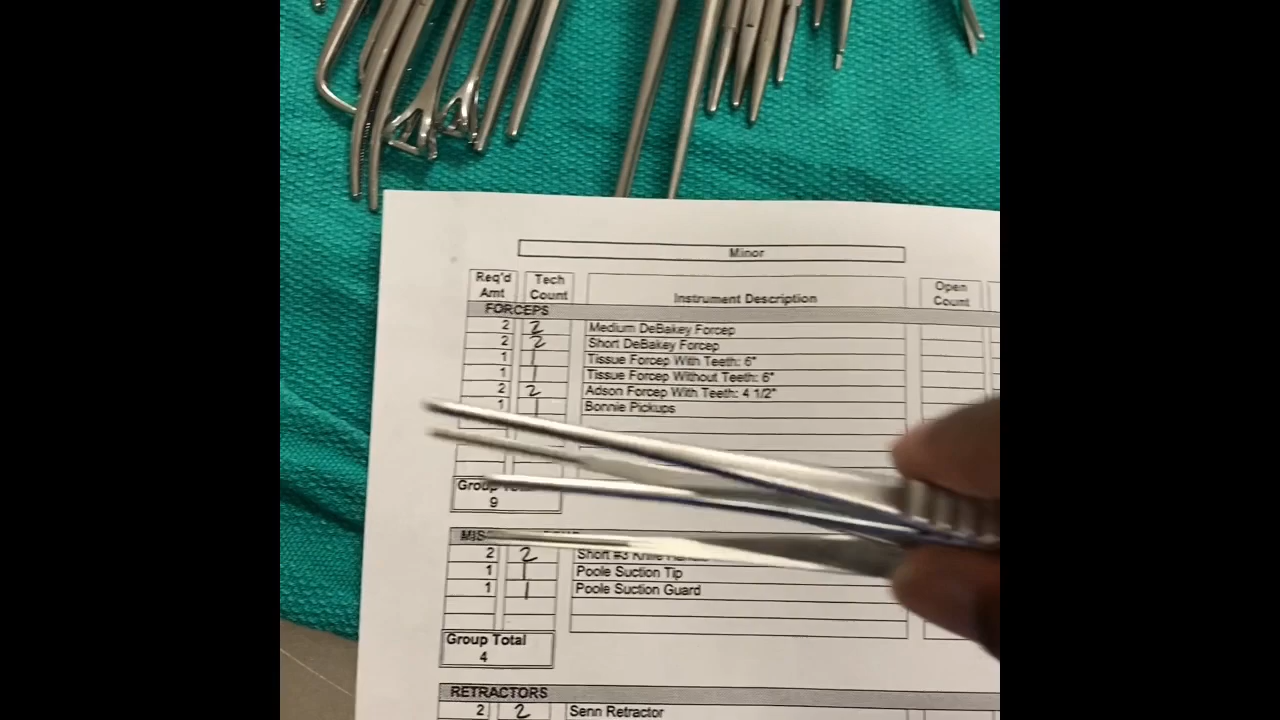 Minor
Req'd Amt Tech Count Instrument Description Open Count
FORCEPS
2 2 Medium DeBakey Forcep
2 2 Short DeBakey Forcep
1 1 Tissue Forcep With Teeth: 6"
1 1 Tissue Forcep Without Teeth: 6"
2 2 Adson Forcep With Teeth: 4 1/2"
1 1 Bonnie Pickups
Group
9
2 2 Short #3 Knife
1 1 Poole Suction Tip
1 1 Poole Suction Guard
Group Total
4
RETRACTORS
2 2 Senn Retractor